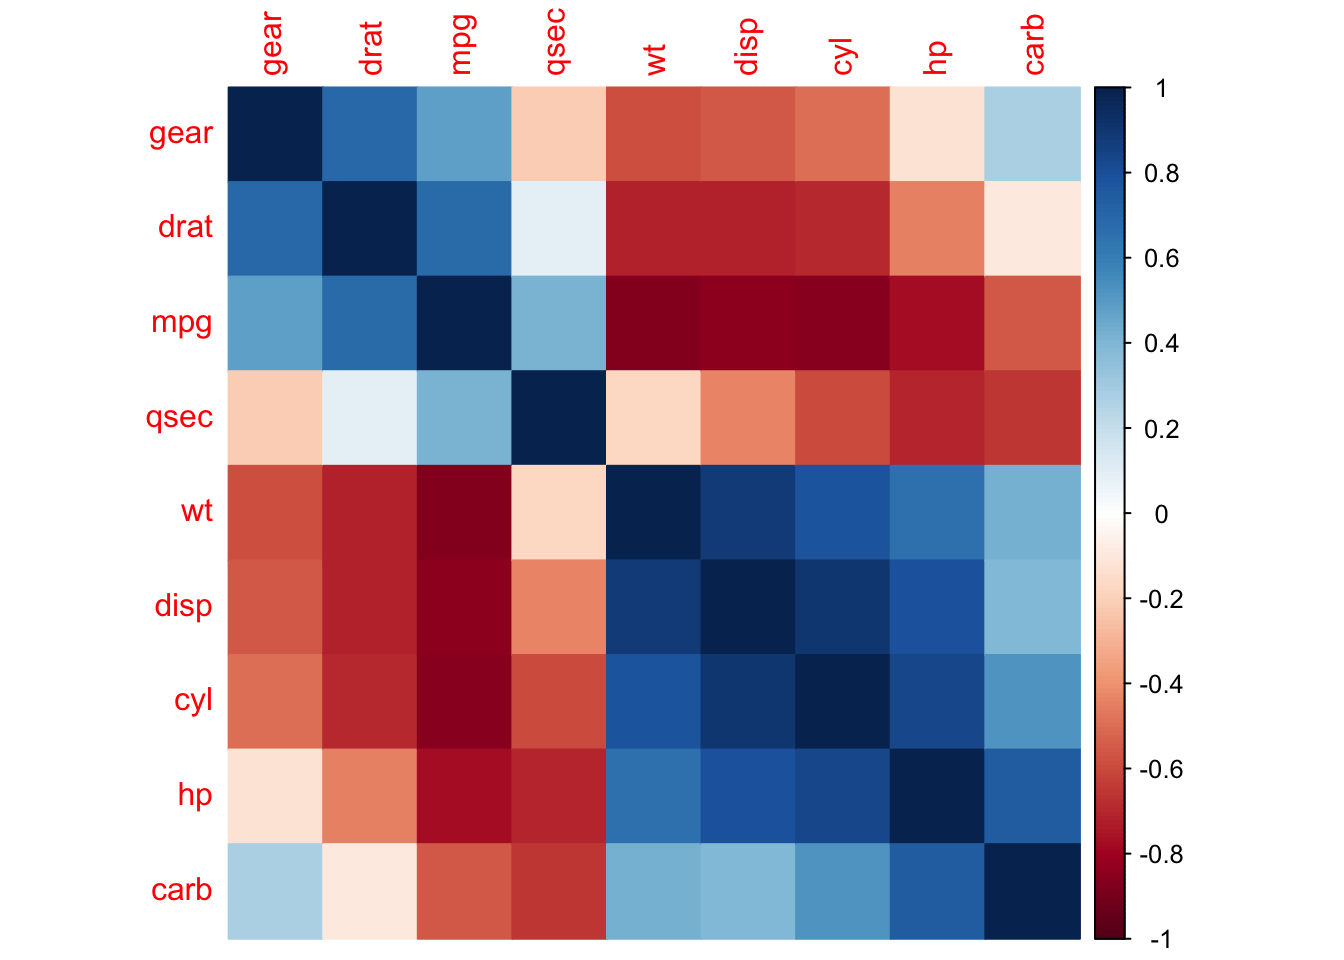 gear drat mpg qsec wt disp cyl hp carb
gear
drat
mpg
qsec
wt
disp
cyl
hp
carb
1
0.8
0.6
0.4
0.2
0
-0.2
-0.4
-0.6
-0.8
-1